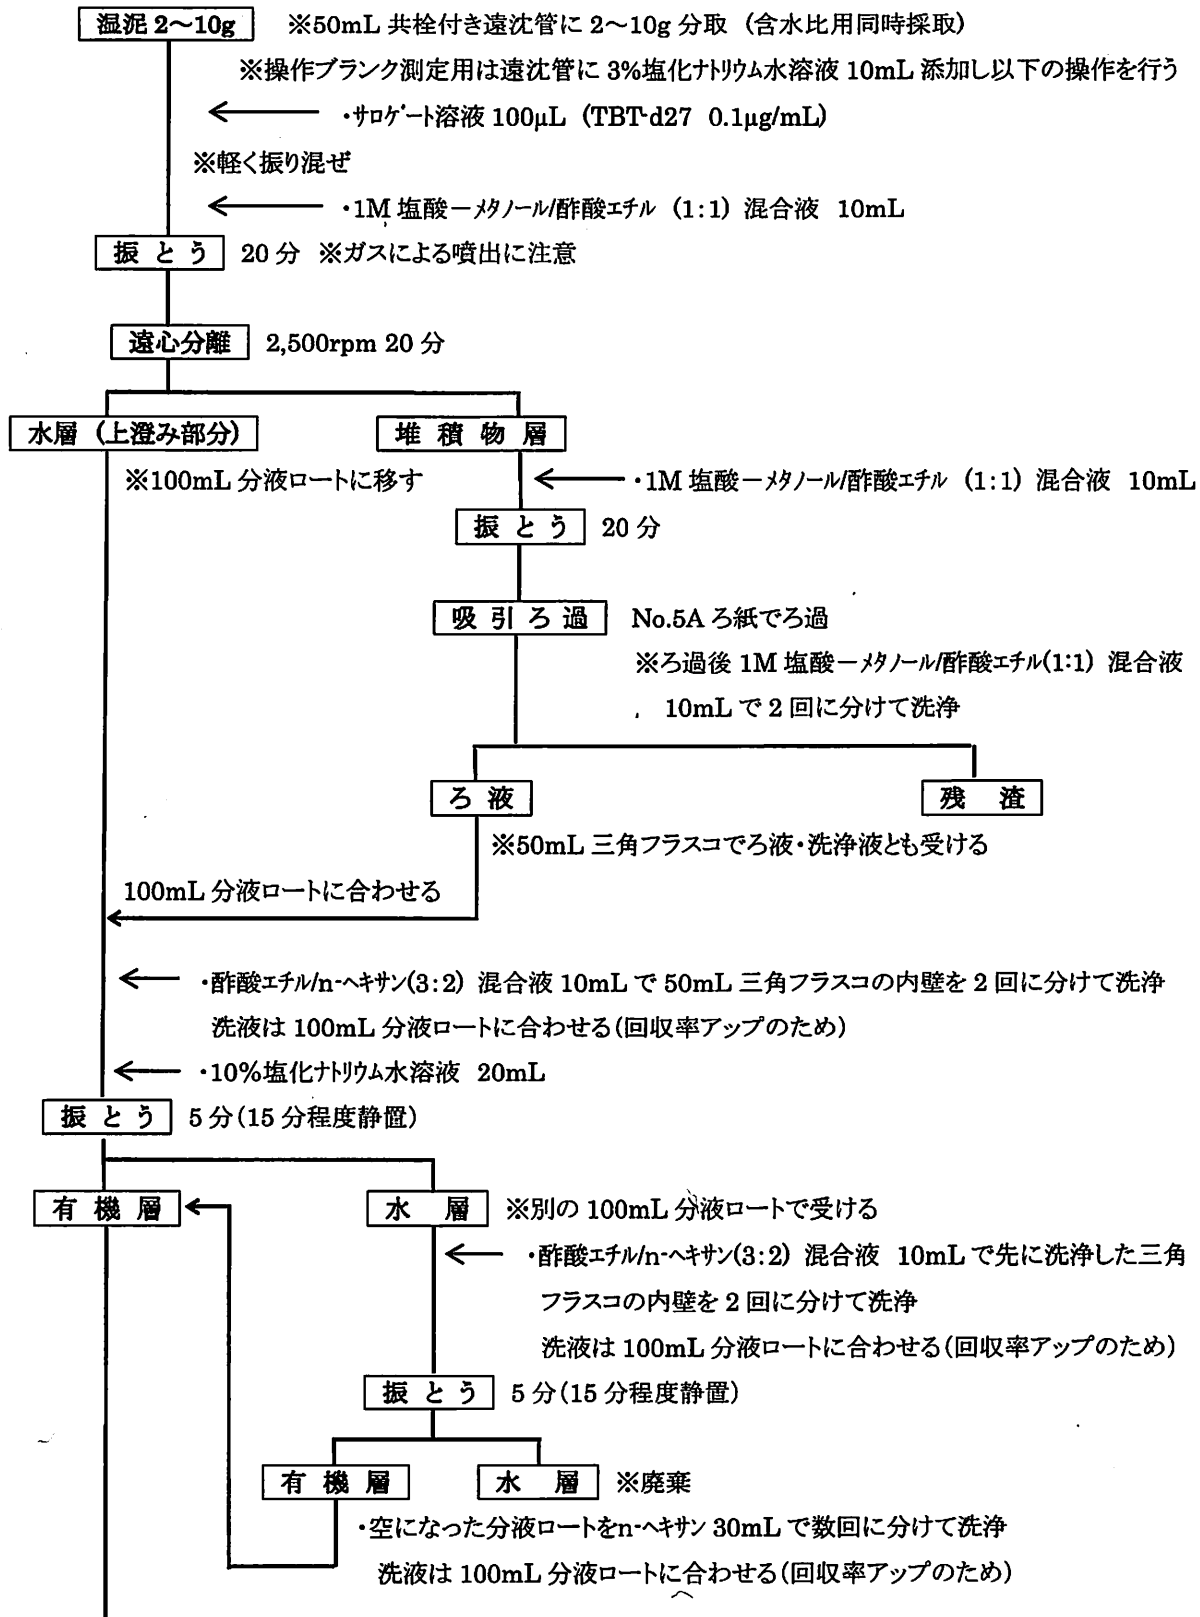 湿泥 2～10g ※50mL 共栓付き遠沈管に 2～10g 分取 (含水比用同時採取)
※操作ブランク測定用は遠沈管に 3%塩化ナトリウム水溶液 10mL 添加し以下の操作を行う
・サロゲート溶液 100μL (TBT-d27 0.1μg/mL)
※軽く振り混ぜ
・1M 塩酸－メタノール/酢酸エチル (1:1) 混合液 10mL
振とう 20 分 ※ガスによる噴出に注意
遠心分離 2,500rpm 20 分
水層 (上澄み部分) 堆積物層
※100mL 分液ロートに移す
・1M 塩酸－メタノール/酢酸エチル (1:1) 混合液 10mL
振とう 20 分
吸引ろ過 No.5A ろ紙でろ過
※ろ過後 1M 塩酸－メタノール/酢酸エチル(1:1) 混合液
10mL で 2 回に分けて洗浄
ろ液 残渣
※50mL 三角フラスコでろ液・洗浄液とも受ける
100mL 分液ロートに合わせる
・酢酸エチル/n-ヘキサン(3:2) 混合液 10mL で 50mL 三角フラスコの内壁を 2 回に分けて洗浄
洗液は 100mL 分液ロートに合わせる(回収率アップのため)
・10%塩化ナトリウム水溶液 20mL
振とう 5 分(15 分程度静置)
有機層 水層 ※別の 100mL 分液ロートで受ける
・酢酸エチル/n-ヘキサン(3:2) 混合液 10mL で先に洗浄した三角
フラスコの内壁を 2 回に分けて洗浄
洗液は 100mL 分液ロートに合わせる(回収率アップのため)
振とう 5 分(15 分程度静置)
有機層 水層 ※廃棄
・空になった分液ロートをn-ヘキサン 30mL で数回に分けて洗浄
洗液は 100mL 分液ロートに合わせる(回収率アップのため)